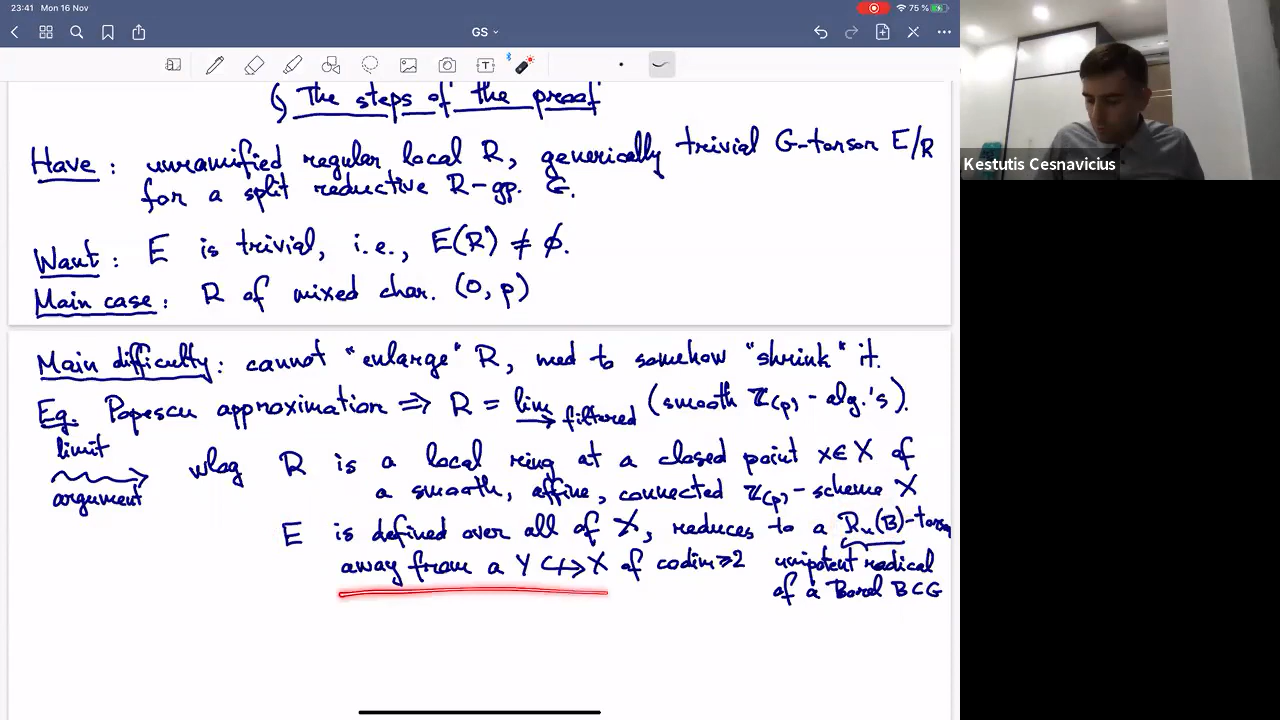 23:41 Mon 16 Nov
75 %
GS
The steps of the proof
Have: unramified regular local R, generically trivial G-torsor E/R
for a split reductive R-gp. G.
Want: E is trivial, i.e., E(R) ≠ ∅.
Main case: R of mixed char. (0, p)
Main difficulty: cannot "enlarge" R, need to somehow "shrink" it.
Eg. Popescu approximation ⇒ R = lim→ filtered (smooth ℤ(p)-alg.'s).
limit
argument
wlog R is a local ring at a closed point x∈X of
a smooth, affine, connected ℤ(p)-scheme X
E is defined over all of X, reduces to a Ru(B)-torso
away from a Y ↪ X of codim ≥ 2
unipotent radical
of a Borel B⊂G
Kestutis Cesnavicius